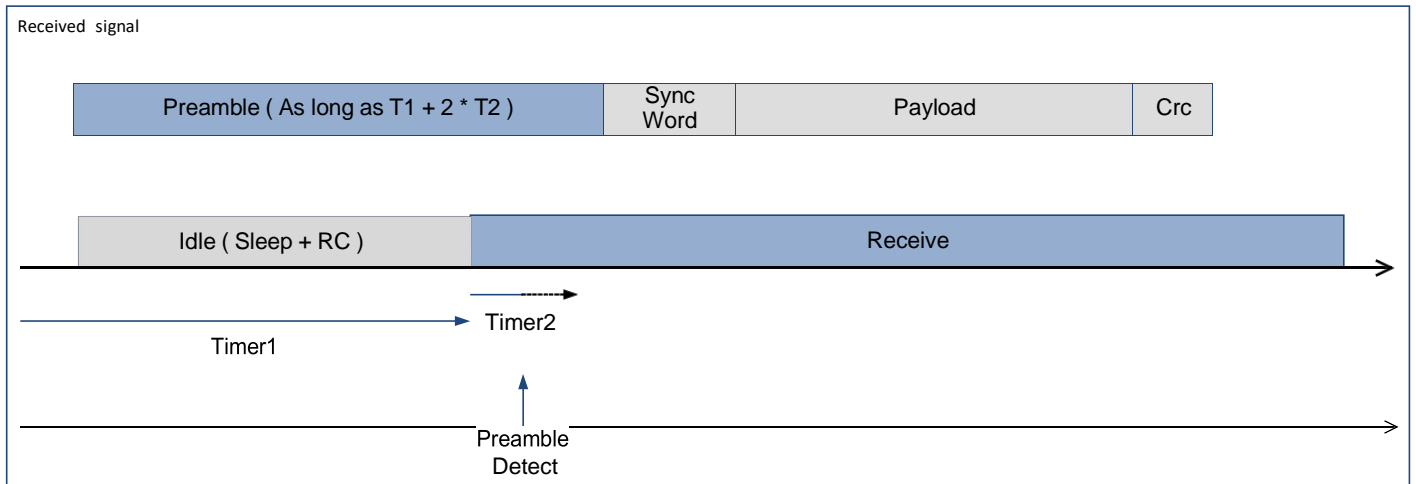 Received signal
Preamble ( As long as T1 + 2 * T2 )
Sync
Word
Payload
Crc
Idle ( Sleep + RC )
Receive
Timer2
Timer1
Preamble
Detect